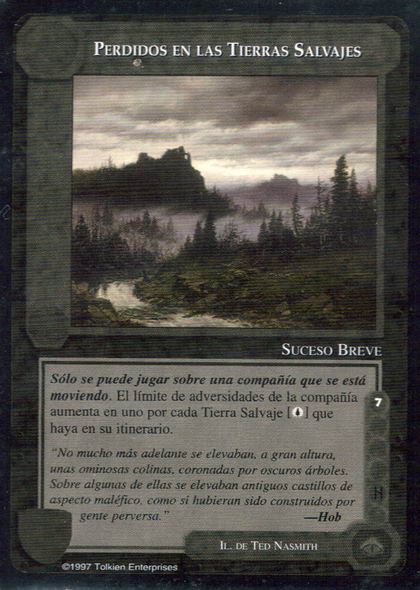 PERDIDOS EN LAS TIERRAS SALVAJES
SUCESO BREVE
Sólo se puede jugar sobre una compañía que se está
moviendo. El límite de adversidades de la compañía
aumenta en uno por cada Tierra Salvaje [] que
haya en su itinerario.
7
"No mucho más adelante se elevaban, a gran altura,
unas ominosas colinas, coronadas por oscuros árboles.
Sobre algunas de ellas se elevaban antiguos castillos de
aspecto maléfico, como si hubieran sido construidos por
gente perversa." —Hob
IL. DE TED NASMITH
©1997 Tolkien Enterprises